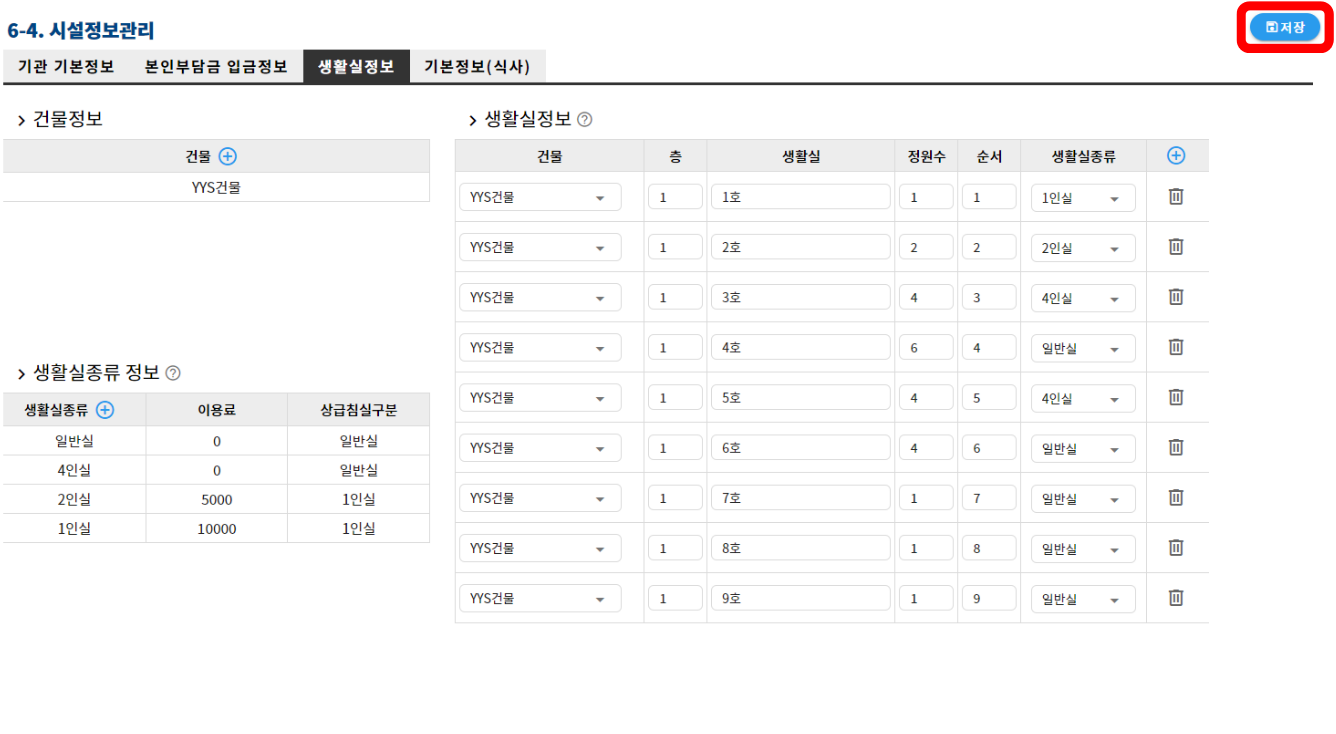 6-4. 시설정보관리
저장
기관 기본정보 본인부담금 입금정보 생활실정보 기본정보(식사)
건물정보
건물
YYS건물
생활실종류 정보
생활실종류 이용료 상급침실구분
일반실 0 일반실
4인실 0 일반실
2인실 5000 1인실
1인실 10000 1인실
생활실정보
건물 층 생활실 정원수 순서 생활실종류
YYS건물 1 1호 1 1 1인실
YYS건물 1 2호 2 2 2인실
YYS건물 1 3호 4 3 4인실
YYS건물 1 4호 6 4 일반실
YYS건물 1 5호 4 5 4인실
YYS건물 1 6호 4 6 일반실
YYS건물 1 7호 1 7 일반실
YYS건물 1 8호 1 8 일반실
YYS건물 1 9호 1 9 일반실